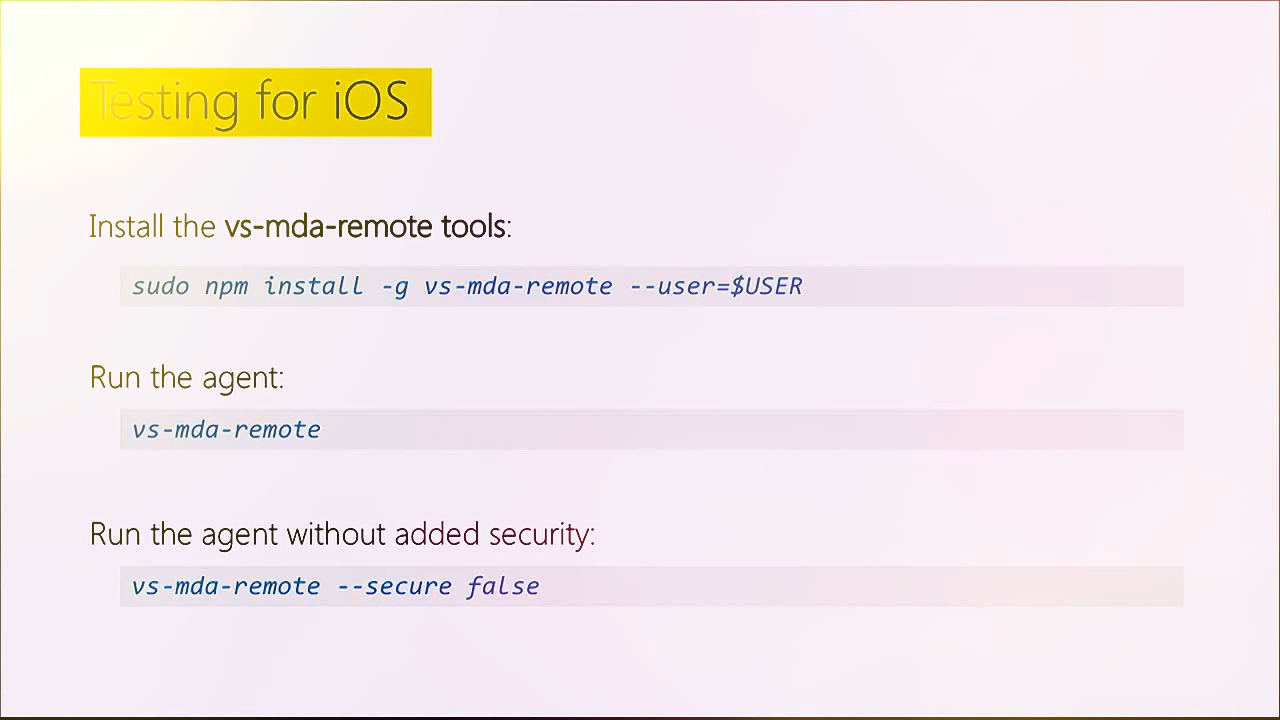 Testing for iOS
Install the vs-mda-remote tools:
sudo npm install -g vs-mda-remote --user=$USER
Run the agent:
vs-mda-remote
Run the agent without added security:
vs-mda-remote --secure false